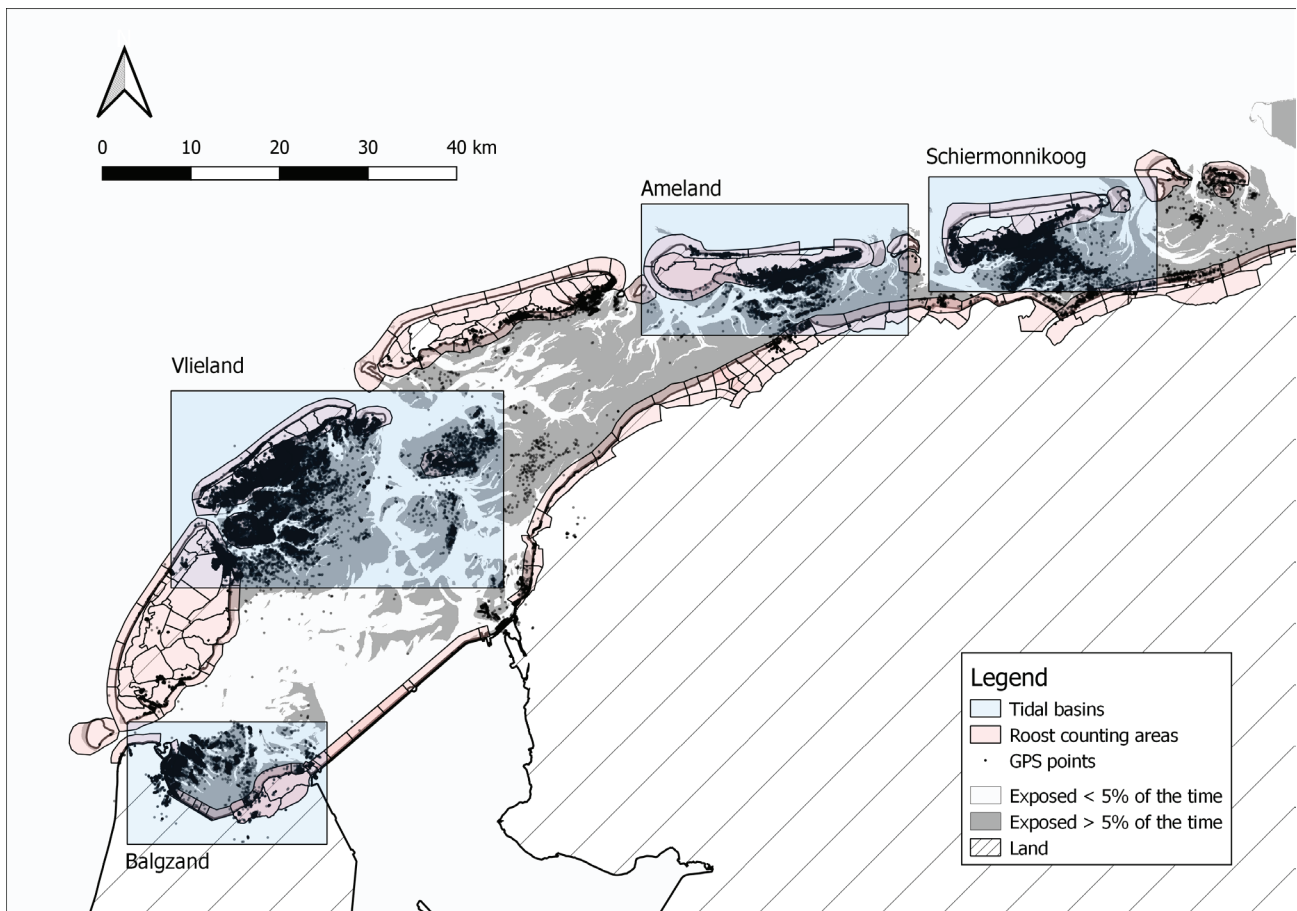 0 10 20 30 40 km
Schiermonnikoog
Ameland
Vlieland
Balgzand
Legend
Tidal basins
Roost counting areas
GPS points
Exposed < 5% of the time
Exposed > 5% of the time
Land